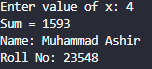 Enter value of x: 4
Sum = 1593
Name: Muhammad Ashir
Roll No: 23548